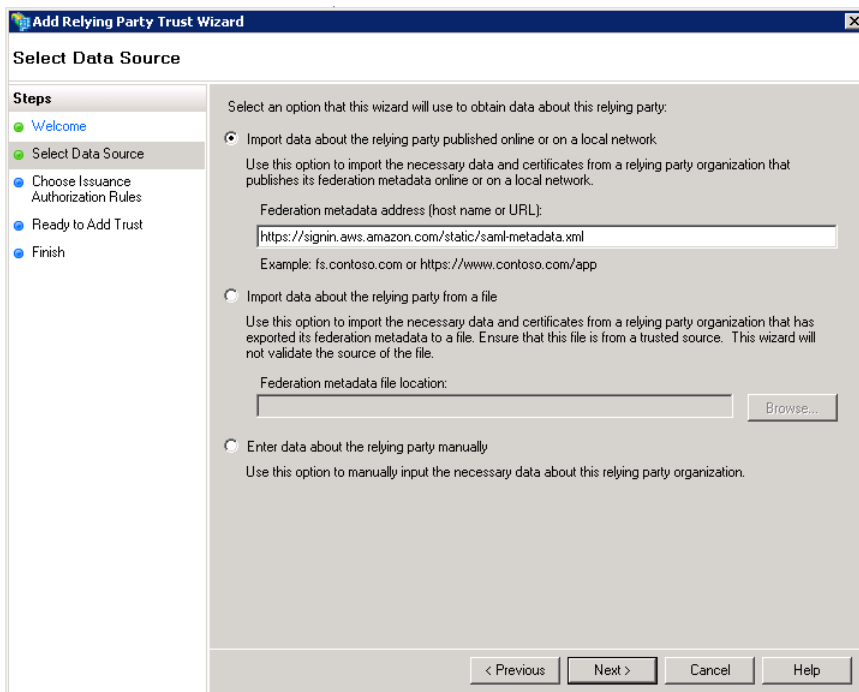 Add Relying Party Trust Wizard
Select Data Source
Steps
Welcome
Select Data Source
Choose Issuance
Authorization Rules
Ready to Add Trust
Finish
Select an option that this wizard will use to obtain data about this relying party:
Import data about the relying party published online or on a local network
Use this option to import the necessary data and certificates from a relying party organization that
publishes its federation metadata online or on a local network.
Federation metadata address (host name or URL):
https://signin.aws.amazon.com/static/saml-metadata.xml
Example: fs.contoso.com or https://www.contoso.com/app
Import data about the relying party from a file
Use this option to import the necessary data and certificates from a relying party organization that has
exported its federation metadata to a file. Ensure that this file is from a trusted source.  This wizard will
not validate the source of the file.
Federation metadata file location:
Browse...
Enter data about the relying party manually
Use this option to manually input the necessary data about this relying party organization.
< Previous
Next >
Cancel
Help